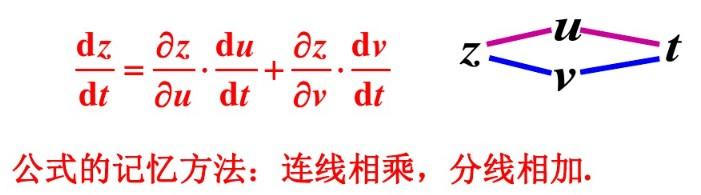 dz/dt = ∂z/∂u · du/dt + ∂z/∂v · dv/dt
z u v t
公式的记忆方法：连线相乘，分线相加.